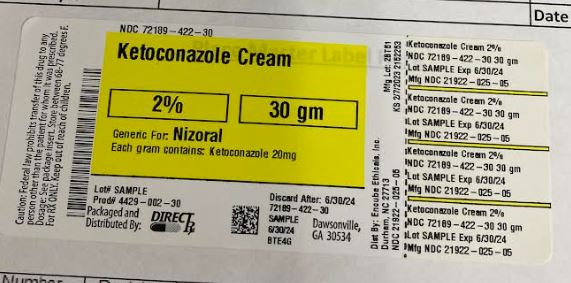 Date
NDC 72189-422-30
Ketoconazole Cream
2%
30 gm
Generic For: Nizoral
Each gram contains: Ketoconazole 20mg
Lot# SAMPLE
Prod# 4429-002-30
Packaged and
Distributed By:
DIRECT Rx
Discard After: 6/30/24
72189-422-30
SAMPLE
6/30/24
BTE4G
Dawsonville,
GA 30534
Caution: Federal law prohibits transfer of this drug to any
person other than the patient for whom it was prescribed.
Dosage: See package insert. Store between 68-77 degrees F.
For RX ONLY. Keep out of reach of children.
Mfg Lot: 2BT61
KS 2/7/2023 2162263
Dist By: Encube Ethicals, Inc.
Durham, NC 27713
NDC 21922-025-05
Ketoconazole Cream 2%
NDC 72189-422-30 30 gm
Lot SAMPLE Exp 6/30/24
Mfg NDC 21922-025-05
Ketoconazole Cream 2%
NDC 72189-422-30 30 gm
Lot SAMPLE Exp 6/30/24
Mfg NDC 21922-025-05
Ketoconazole Cream 2%
NDC 72189-422-30 30 gm
Lot SAMPLE Exp 6/30/24
Mfg NDC 21922-025-05
Ketoconazole Cream 2%
NDC 72189-422-30 30 gm
Lot SAMPLE Exp 6/30/24
Mfg NDC 21922-025-05
Number